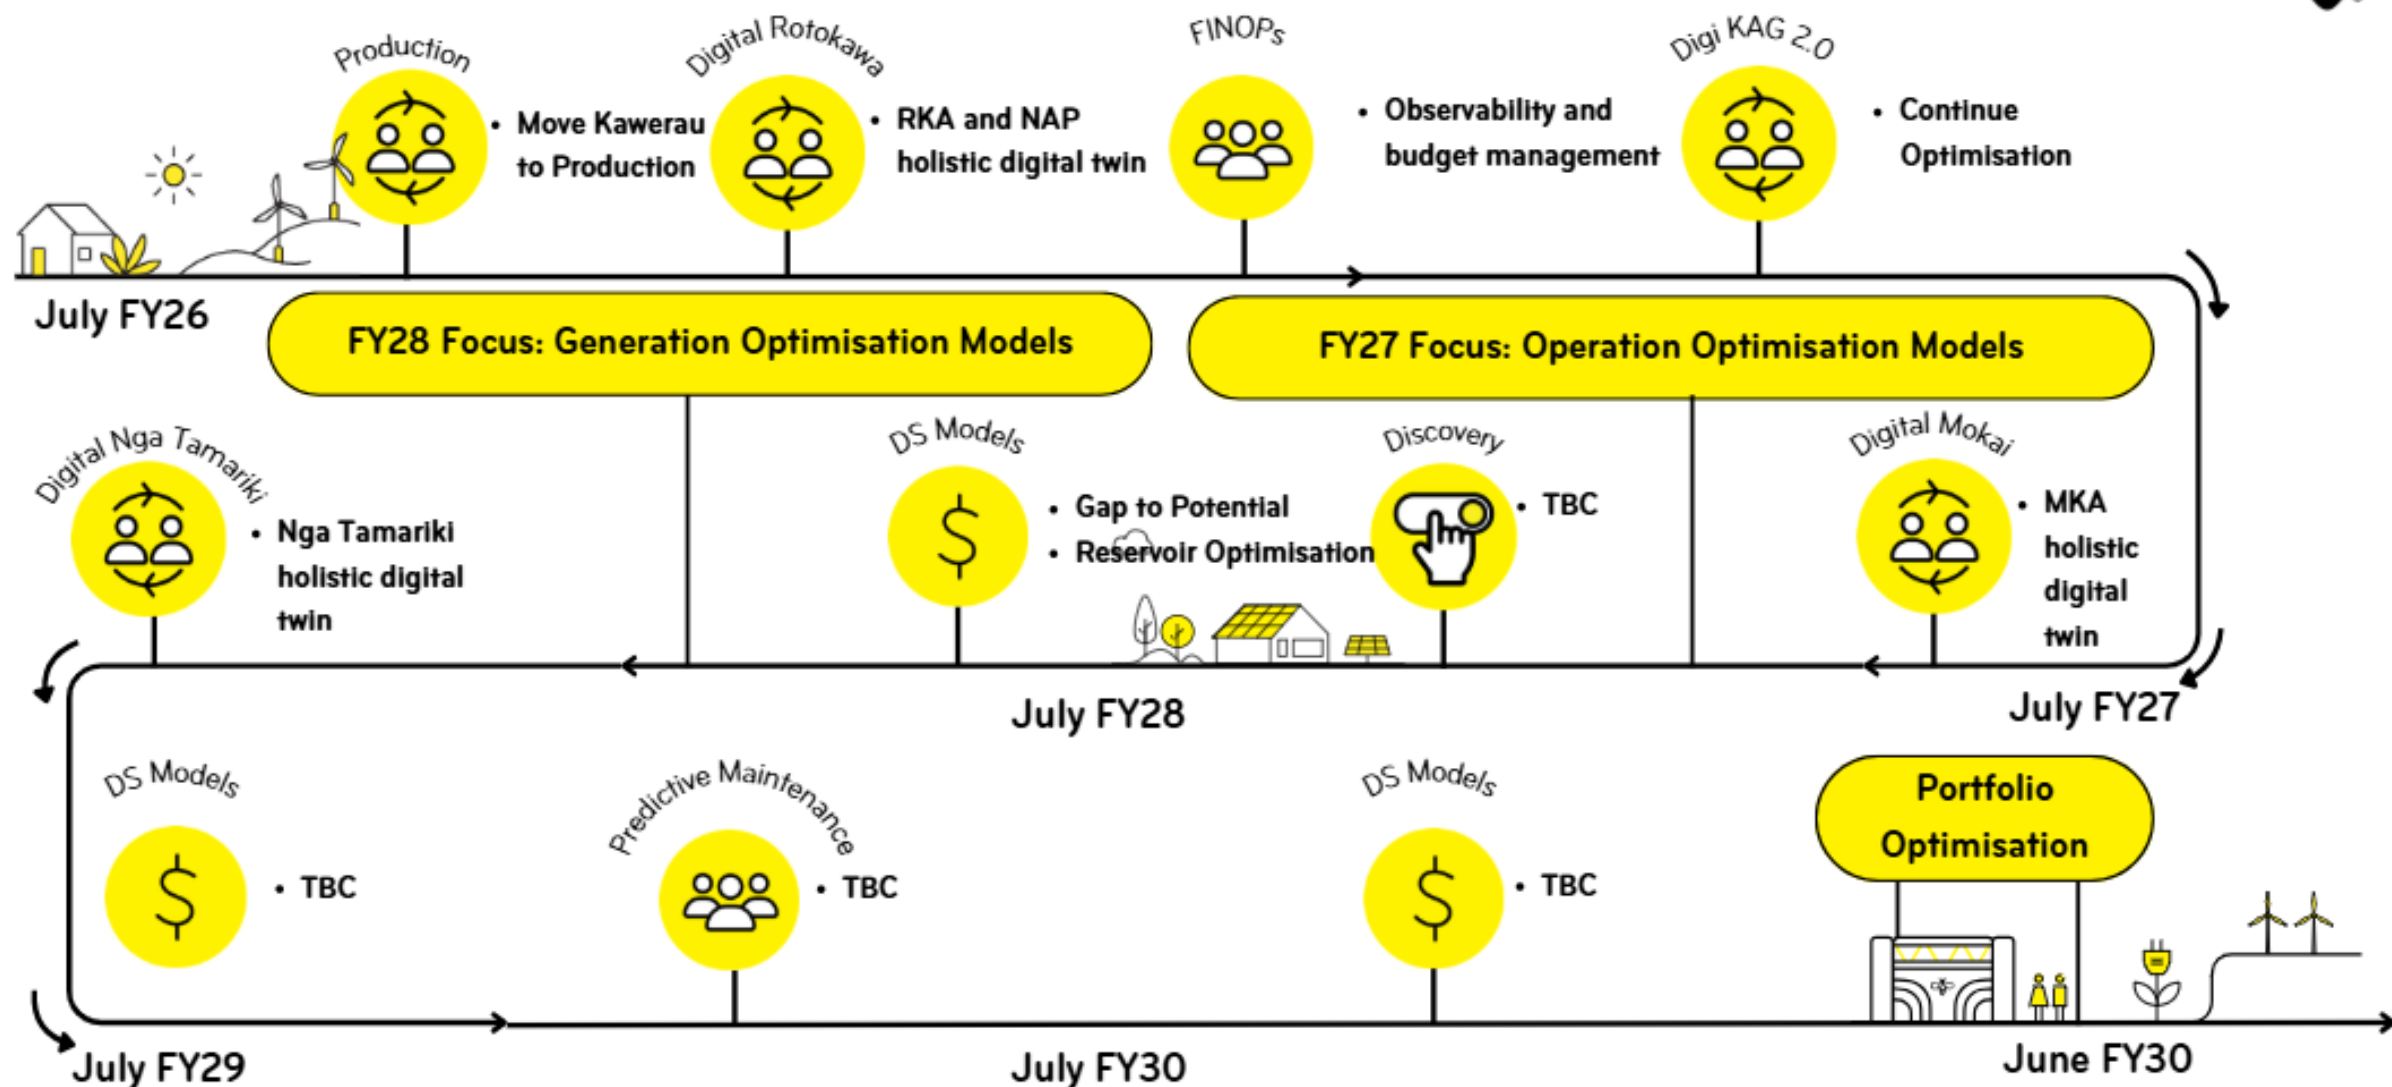 Production
• Move Kawerau
to Production
Digital Rotokawa
• RKA and NAP
holistic digital twin
FINOPs
• Observability and
budget management
Digi KAG 2.0
• Continue
Optimisation
July FY26
FY28 Focus: Generation Optimisation Models
FY27 Focus: Operation Optimisation Models
Digital Nga Tamariki
• Nga Tamariki
holistic digital
twin
DS Models
• Gap to Potential
• Reservoir Optimisation
Discovery
• TBC
Digital Mokai
• MKA
holistic
digital
twin
July FY28
July FY27
DS Models
• TBC
Predictive Maintenance
• TBC
DS Models
• TBC
Portfolio
Optimisation
July FY29
July FY30
June FY30